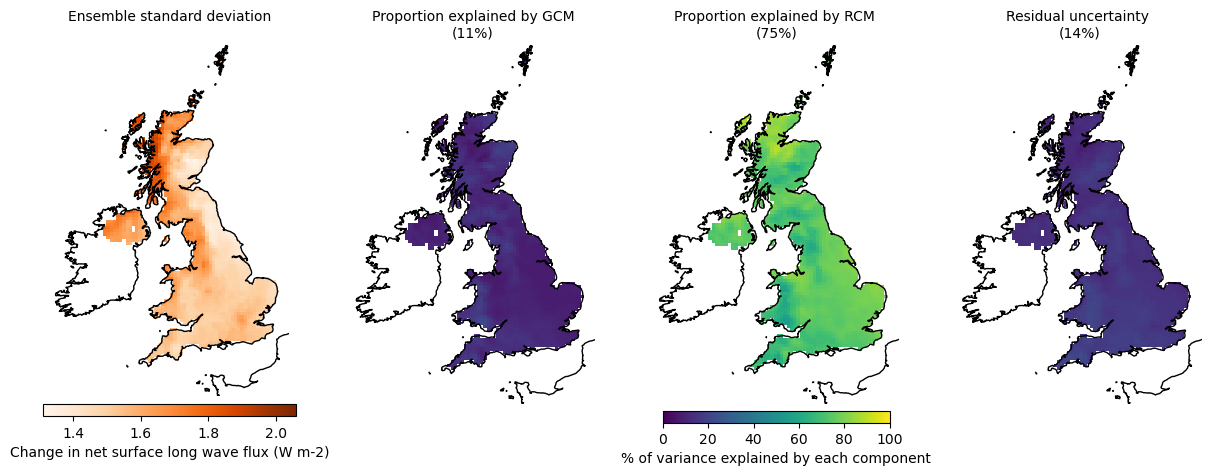 Ensemble standard deviation
Proportion explained by GCM
(11%)
Proportion explained by RCM
(75%)
Residual uncertainty
(14%)
1.4 1.6 1.8 2.0
Change in net surface long wave flux (W m-2)
0 20 40 60 80 100
% of variance explained by each component